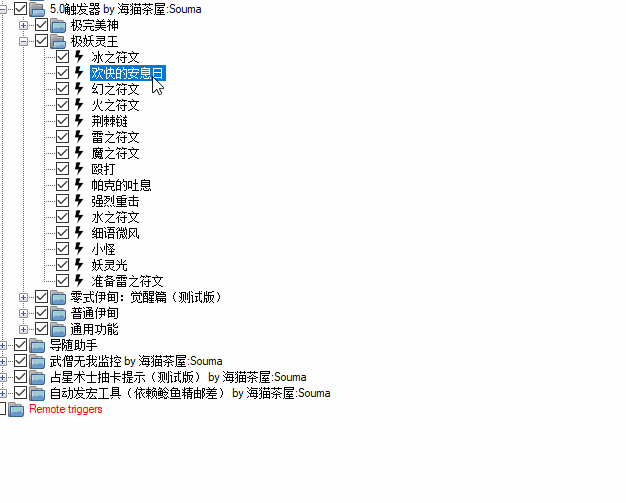 5.0触发器 by 海猫茶屋:Souma
极完美神
极妖灵王
冰之符文
欢快的安息日
幻之符文
火之符文
荆棘链
雷之符文
魔之符文
殴打
帕克的吐息
强烈重击
水之符文
细语微风
小怪
妖灵光
准备雷之符文
零式伊甸：觉醒篇（测试版）
普通伊甸
通用功能
导随助手
武僧无我监控 by 海猫茶屋:Souma
占星术士抽卡提示（测试版） by 海猫茶屋:Souma
自动发宏工具（依赖鲶鱼精邮差） by 海猫茶屋:Souma
Remote triggers